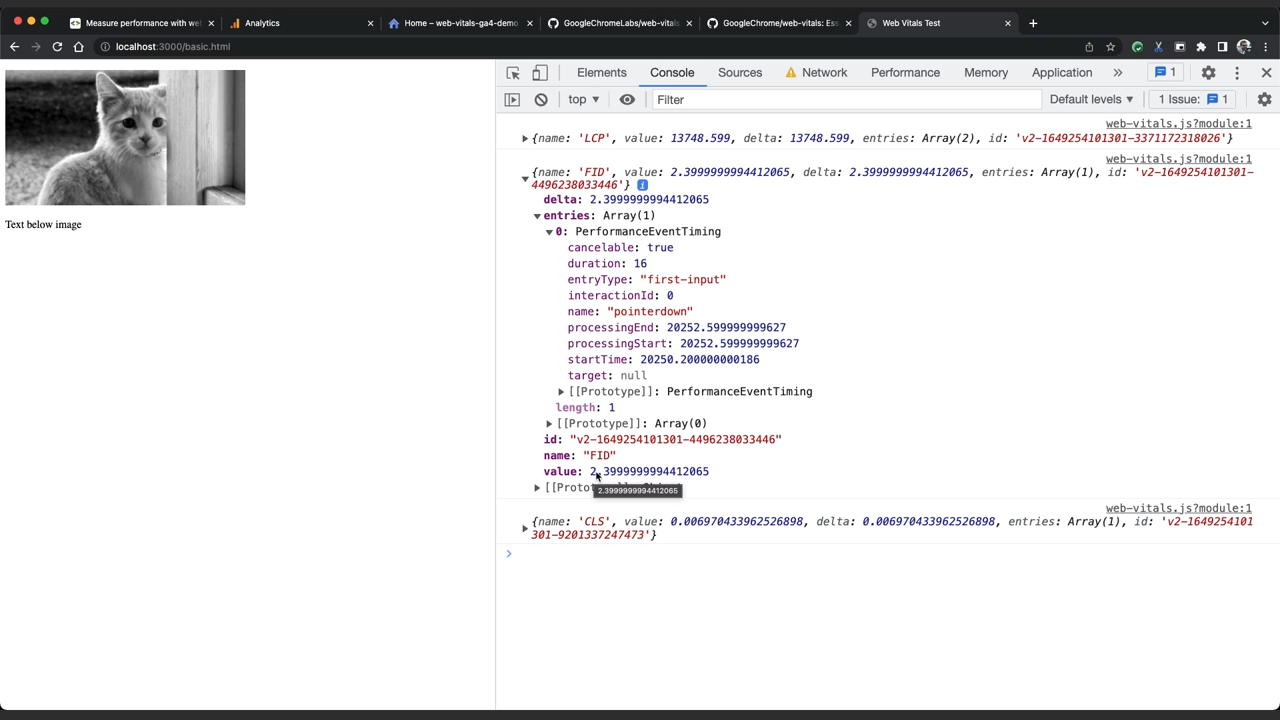 Measure performance with we
Analytics
Home – web-vitals-ga4-demo
GoogleChromeLabs/web-vitals
GoogleChrome/web-vitals: Ess
Web Vitals Test
localhost:3000/basic.html
Elements Console Sources Network Performance Memory Application 1
top Filter Default levels 1 Issue: 1
web-vitals.js?module:1
{name: 'LCP', value: 13748.599, delta: 13748.599, entries: Array(2), id: 'v2-1649254101301-3371172318026'}
web-vitals.js?module:1
{name: 'FID', value: 2.3999999994412065, delta: 2.3999999994412065, entries: Array(1), id: 'v2-1649254101301-
4496238033446'}
delta: 2.3999999994412065
entries: Array(1)
0: PerformanceEventTiming
cancelable: true
duration: 16
entryType: "first-input"
interactionId: 0
name: "pointerdown"
processingEnd: 20252.599999999627
processingStart: 20252.599999999627
startTime: 20250.200000000186
target: null
[[Prototype]]: PerformanceEventTiming
length: 1
[[Prototype]]: Array(0)
id: "v2-1649254101301-4496238033446"
name: "FID"
value: 2.3999999994412065
[[Proto
2.3999999994412065
web-vitals.js?module:1
{name: 'CLS', value: 0.006970433962526898, delta: 0.006970433962526898, entries: Array(1), id: 'v2-1649254101
301-9201337247473'}
Text below image